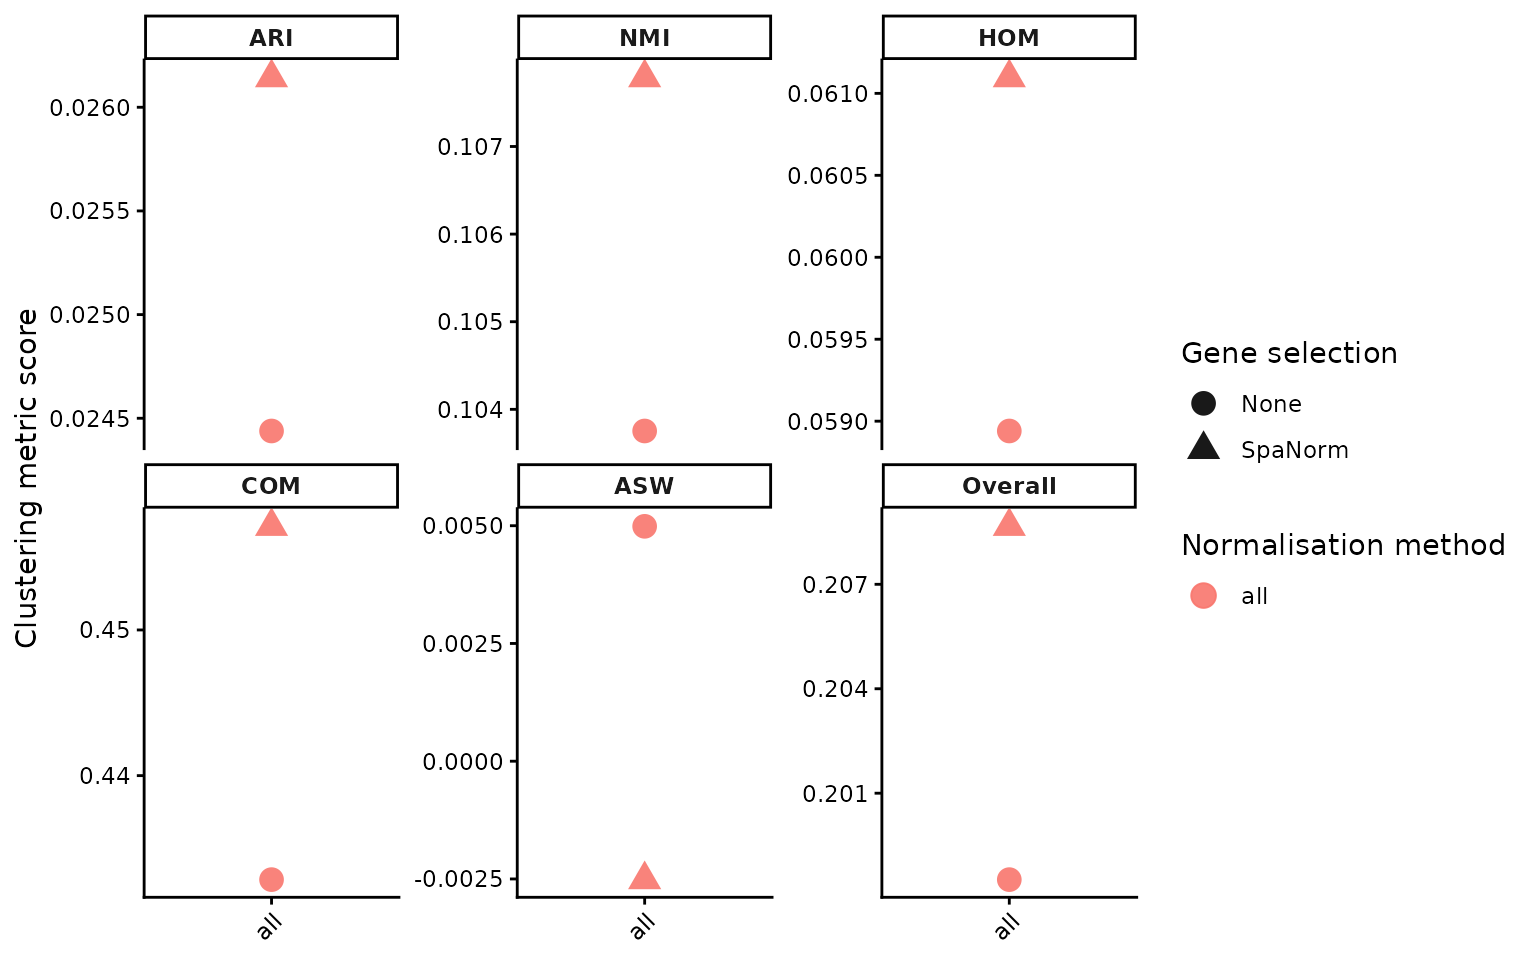 ARI
NMI
HOM
0.0260
0.0255
0.0250
0.0245
0.107
0.106
0.105
0.104
0.0610
0.0605
0.0600
0.0595
0.0590
COM
ASW
Overall
0.45
0.44
0.0050
0.0025
0.0000
-0.0025
0.207
0.204
0.201
all
all
all
Clustering metric score
Gene selection
None
SpaNorm
Normalisation method
all